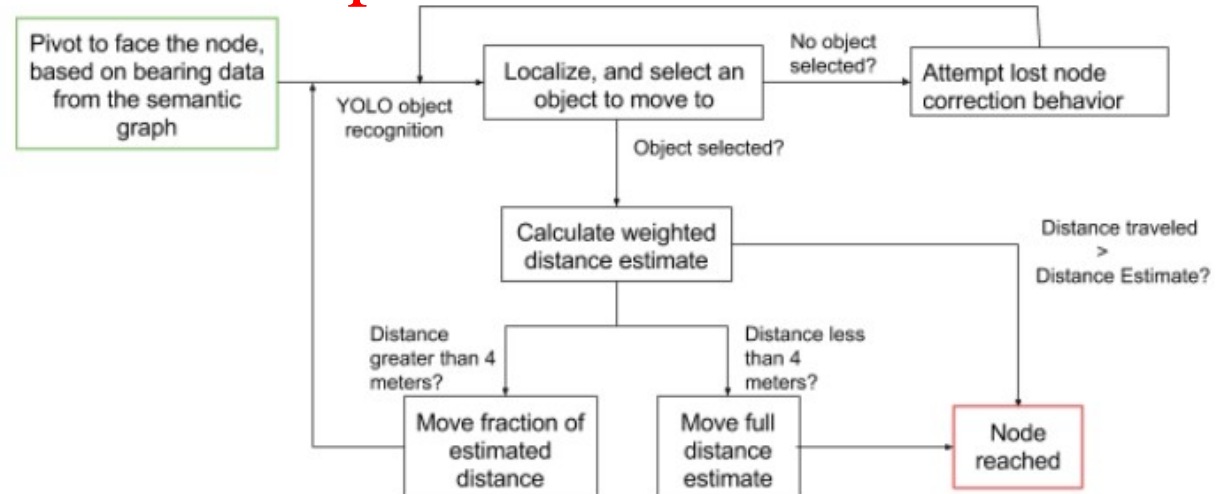 Pivot to face the node,
based on bearing data
from the semantic
graph
YOLO object
recognition
Localize, and select an
object to move to
No object
selected?
Attempt lost node
correction behavior
Object selected?
Calculate weighted
distance estimate
Distance traveled
>
Distance Estimate?
Distance
greater than 4
meters?
Distance less
than 4
meters?
Move fraction of
estimated
distance
Move full
distance
estimate
Node
reached